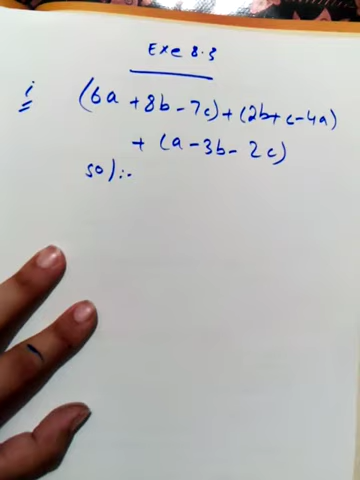 Exe 8.3
i (6a + 8b - 7c) + (2b + c - 4a)
+ (a - 3b - 2c)
sol:-